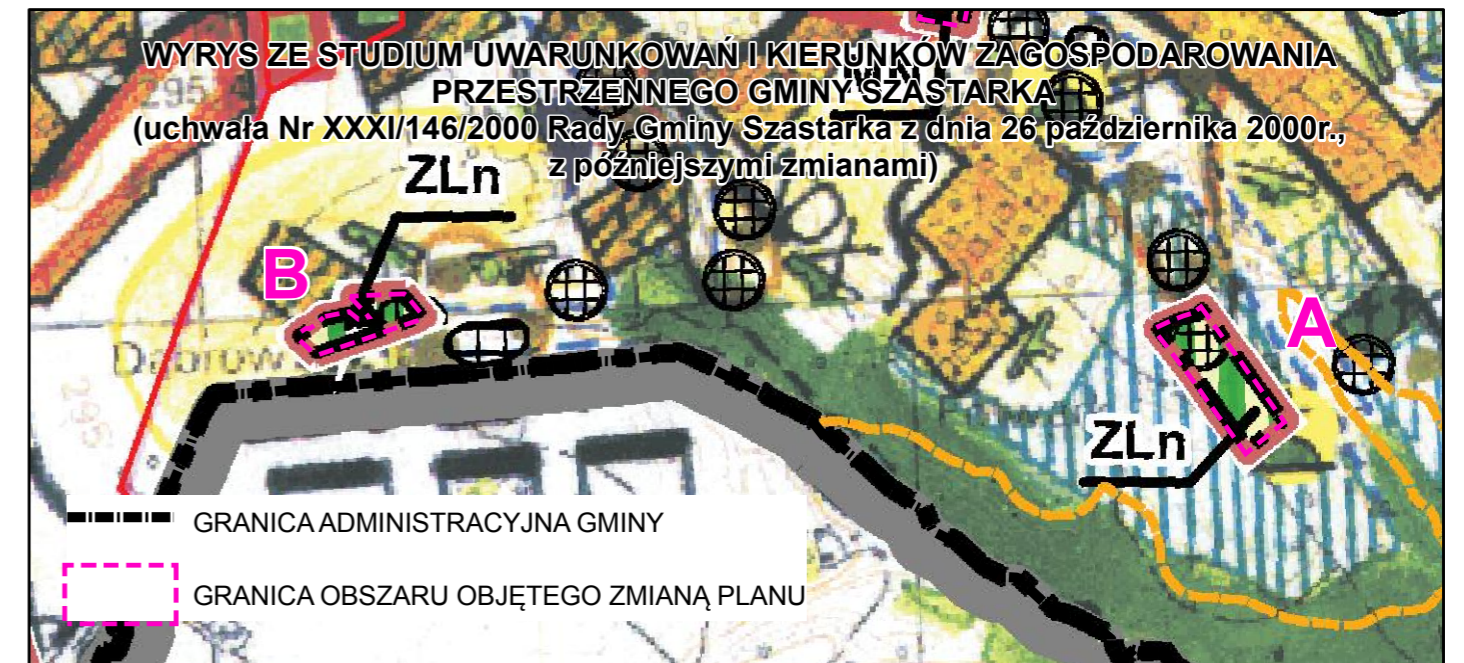 WYRYS ZE STUDIUM UWARUNKOWAŃ I KIERUNKÓW ZAGOSPODAROWANIA
PRZESTRZENNEGO GMINY SZASTARKA
(uchwała Nr XXXI/146/2000 Rady Gminy Szastarka z dnia 26 października 2000r.,
z późniejszymi zmianami)
ZLn
B
A
ZLn
295
GRANICA ADMINISTRACYJNA GMINY
GRANICA OBSZARU OBJĘTEGO ZMIANĄ PLANU